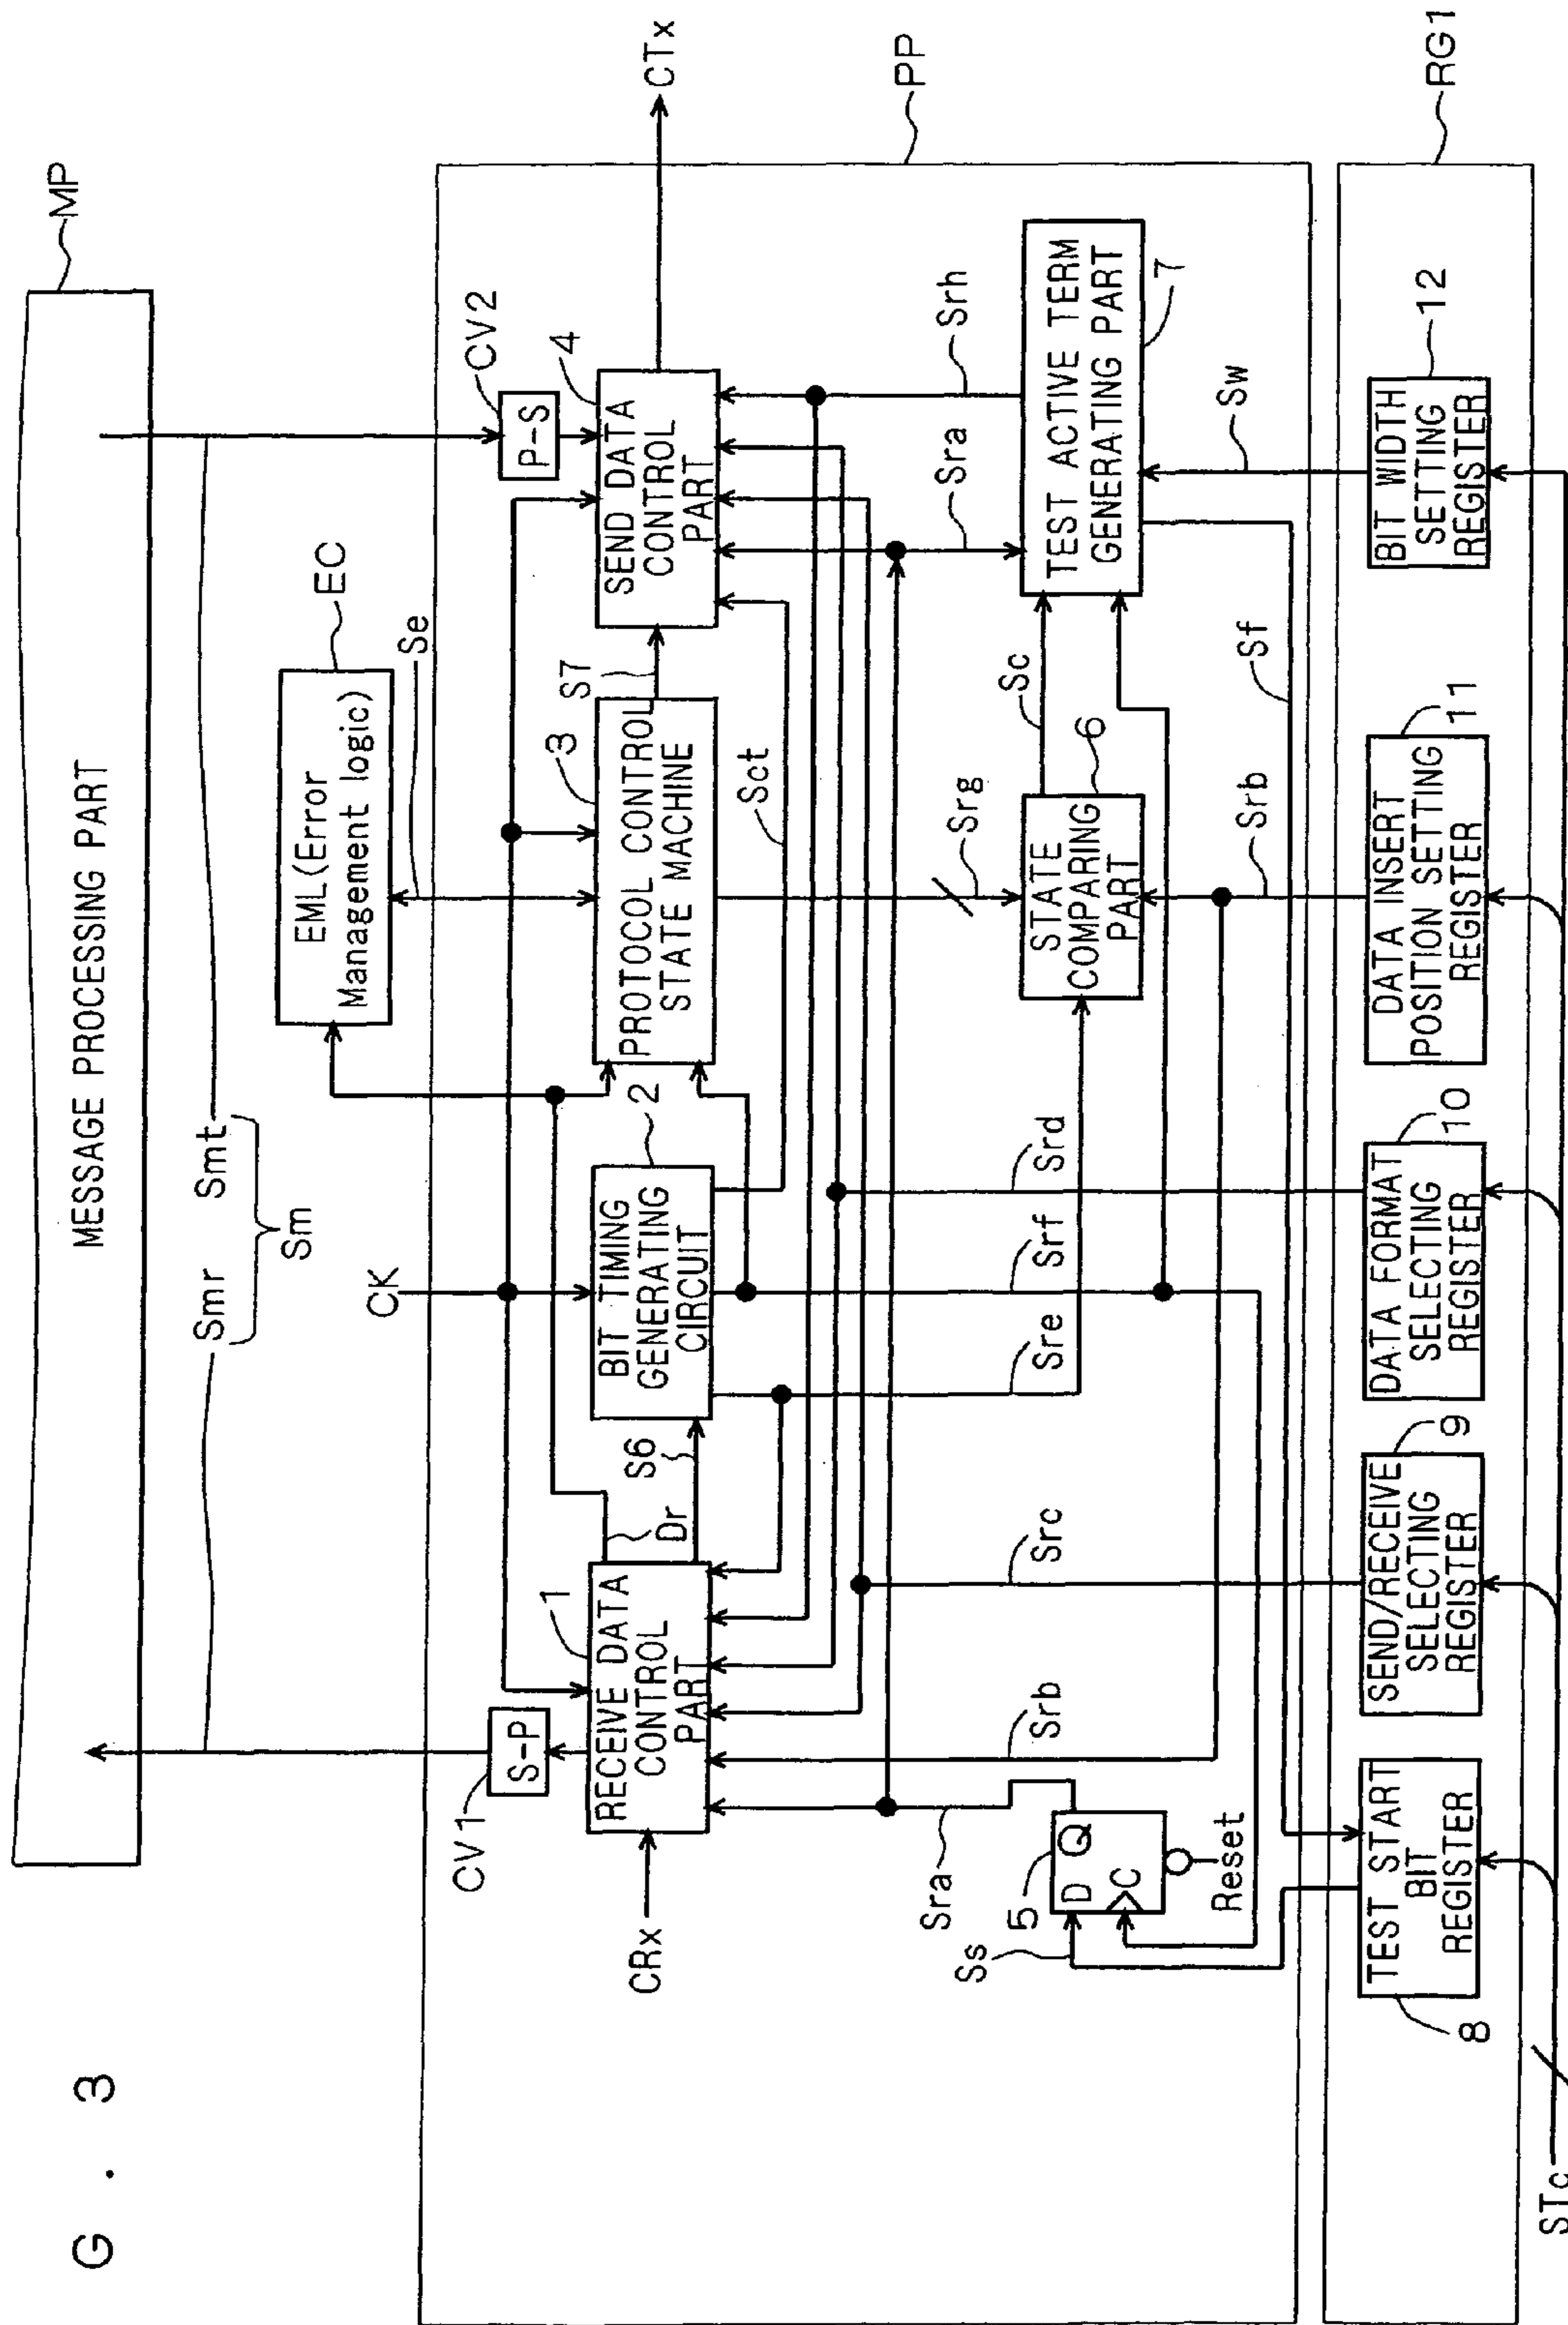 G . 3
MP
MESSAGE PROCESSING PART
Smr
Smt
Sm
EML(Error
Management logic)
EC
Se
CK
CV1
S-P
CV2
P-S
PP
CRx
CTx
1
RECEIVE DATA
CONTROL
PART
Dr
S6
2
BIT TIMING
GENERATING
CIRCUIT
3
PROTOCOL CONTROL
STATE MACHINE
S7
4
SEND DATA
CONTROL
PART
Sct
Sra
Srb
Src
Sre
Srf
Srd
Srg
Sra
Srh
5
D
Q
C
Reset
Ss
STATE
COMPARING
PART
6
Sc
TEST ACTIVE TERM
GENERATING PART
7
Srb
Sf
Sw
RG1
TEST START
BIT
REGISTER
8
SEND/RECEIVE
SELECTING
REGISTER
9
DATA FORMAT
SELECTING
REGISTER
10
DATA INSERT
POSITION SETTING
REGISTER
11
BIT WIDTH
SETTING
REGISTER
12
STc